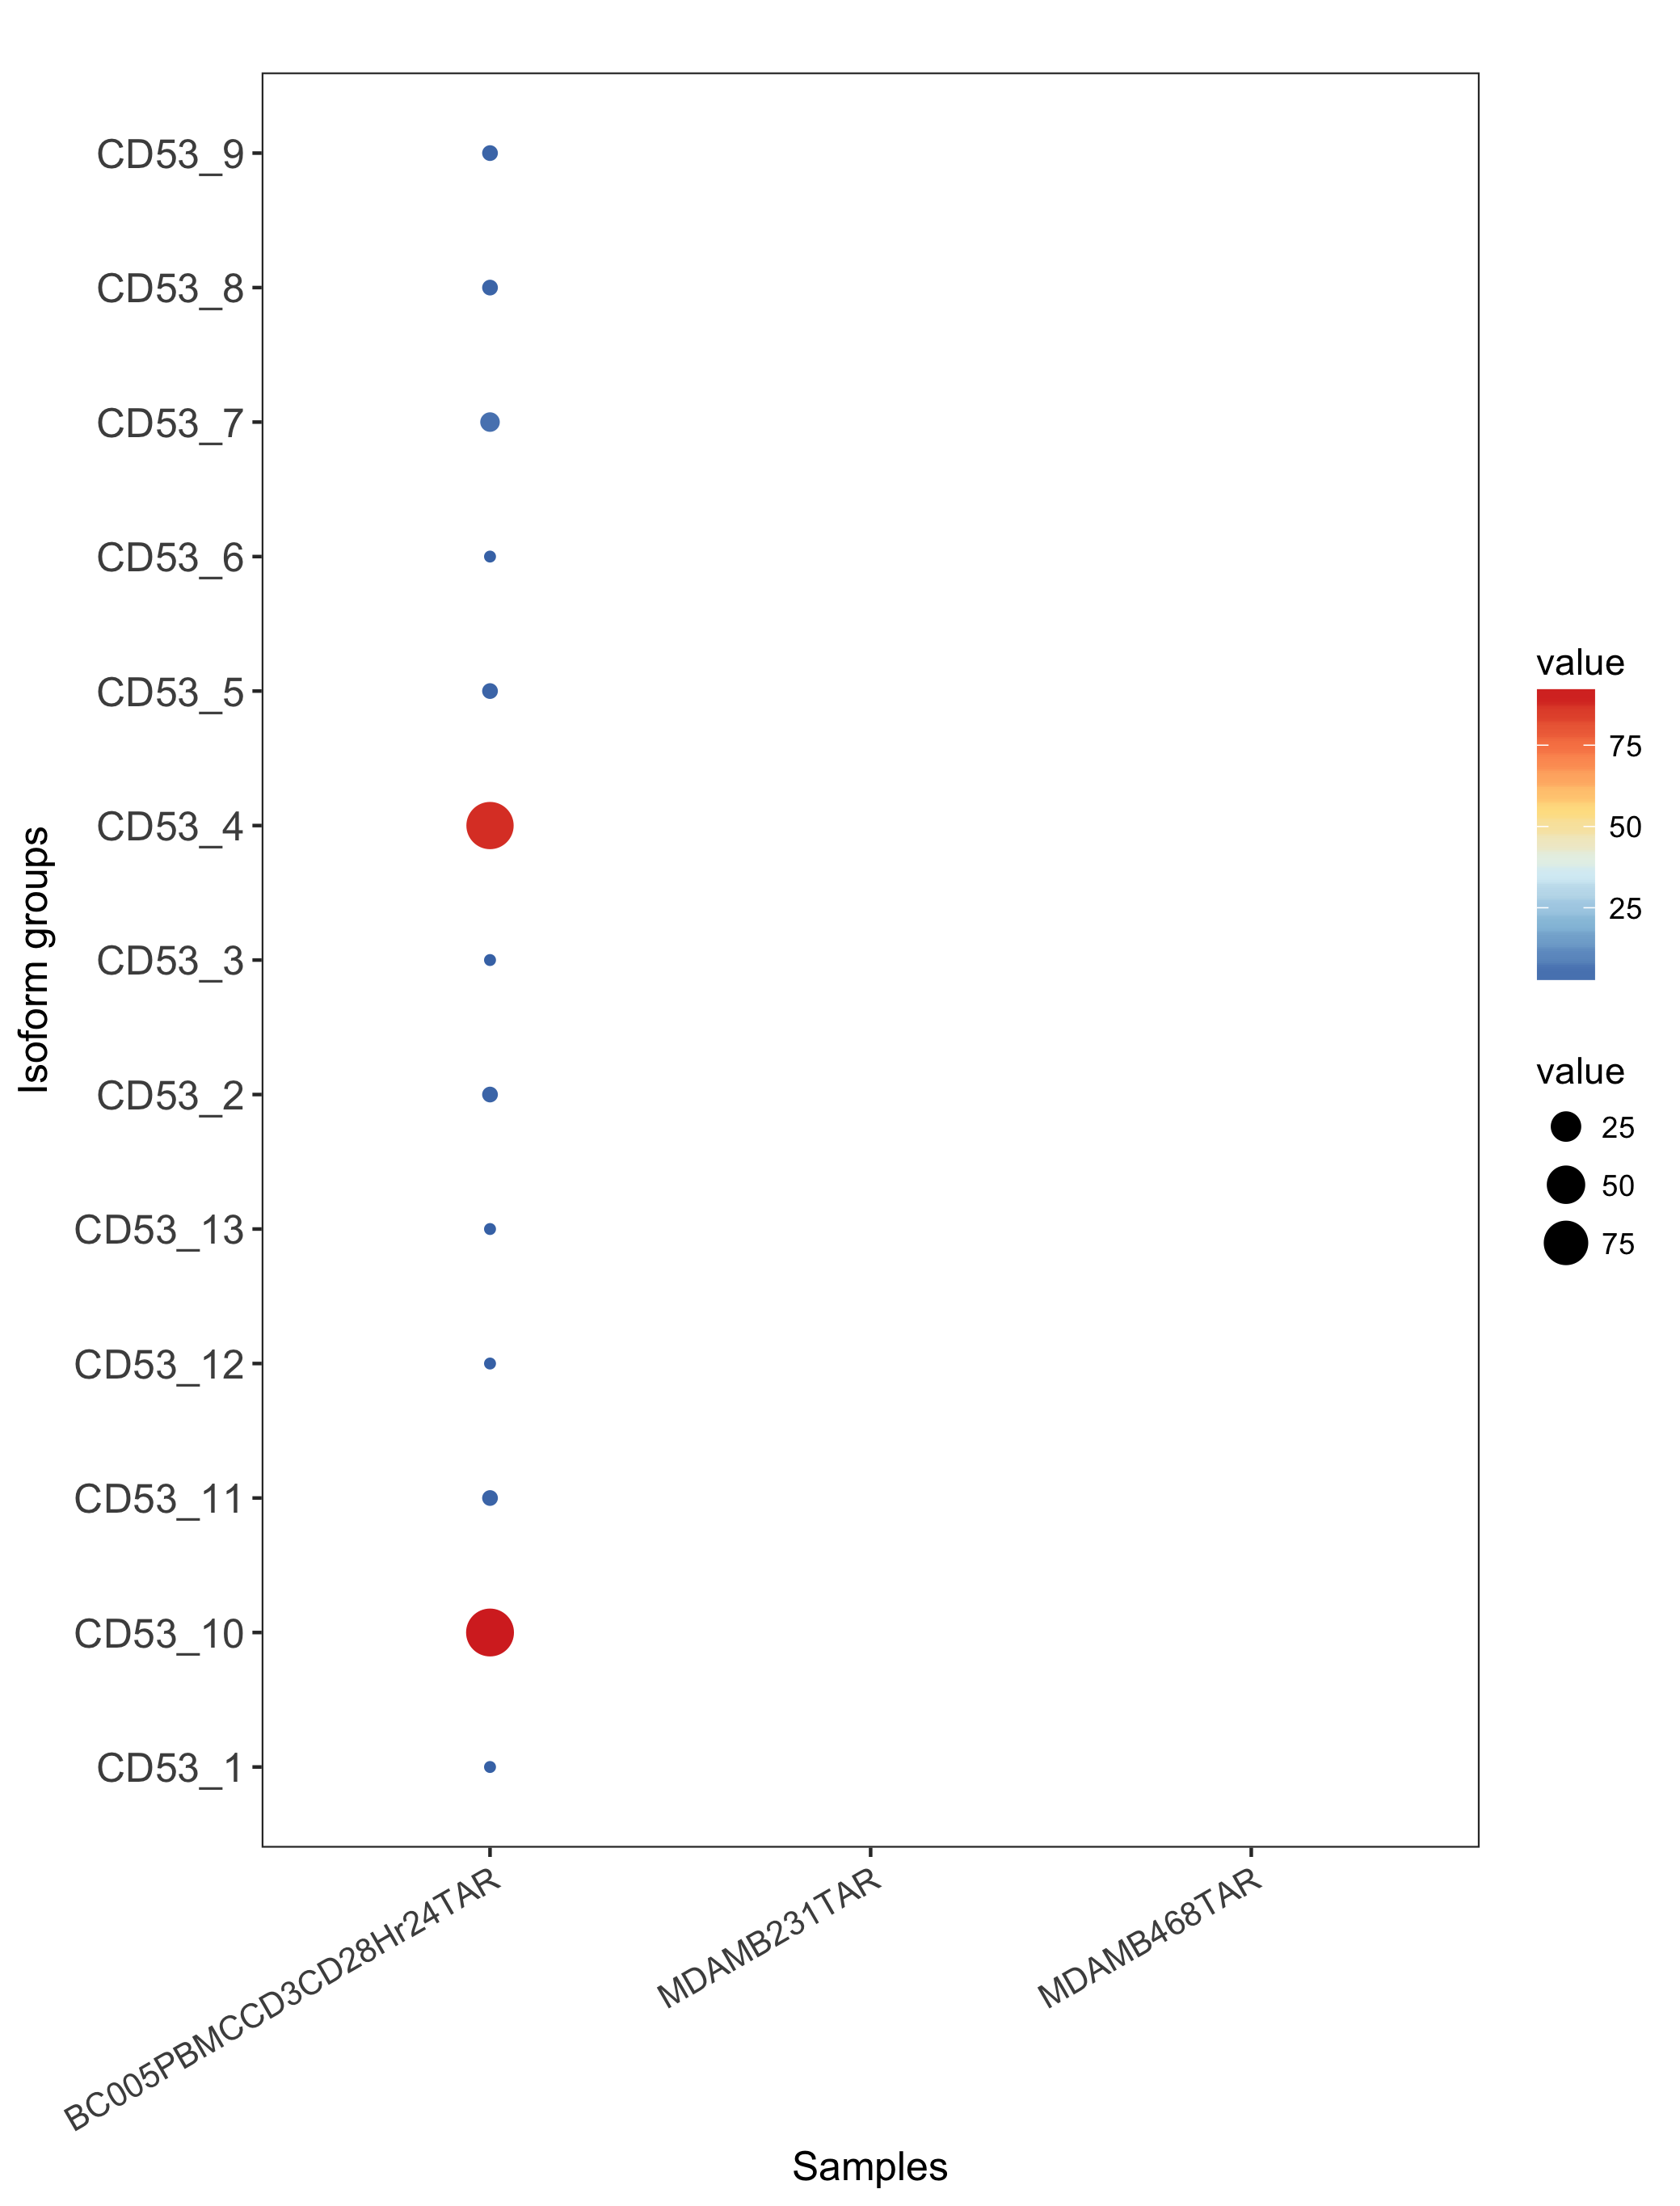 CD53_9
CD53_8
CD53_7
CD53_6
CD53_5
CD53_4
CD53_3
CD53_2
CD53_13
CD53_12
CD53_11
CD53_10
CD53_1
Isoform groups
BC005PBMCCD3CD28Hr24TAR
MDAMB231TAR
MDAMB468TAR
Samples
value
75
50
25
value
25
50
75